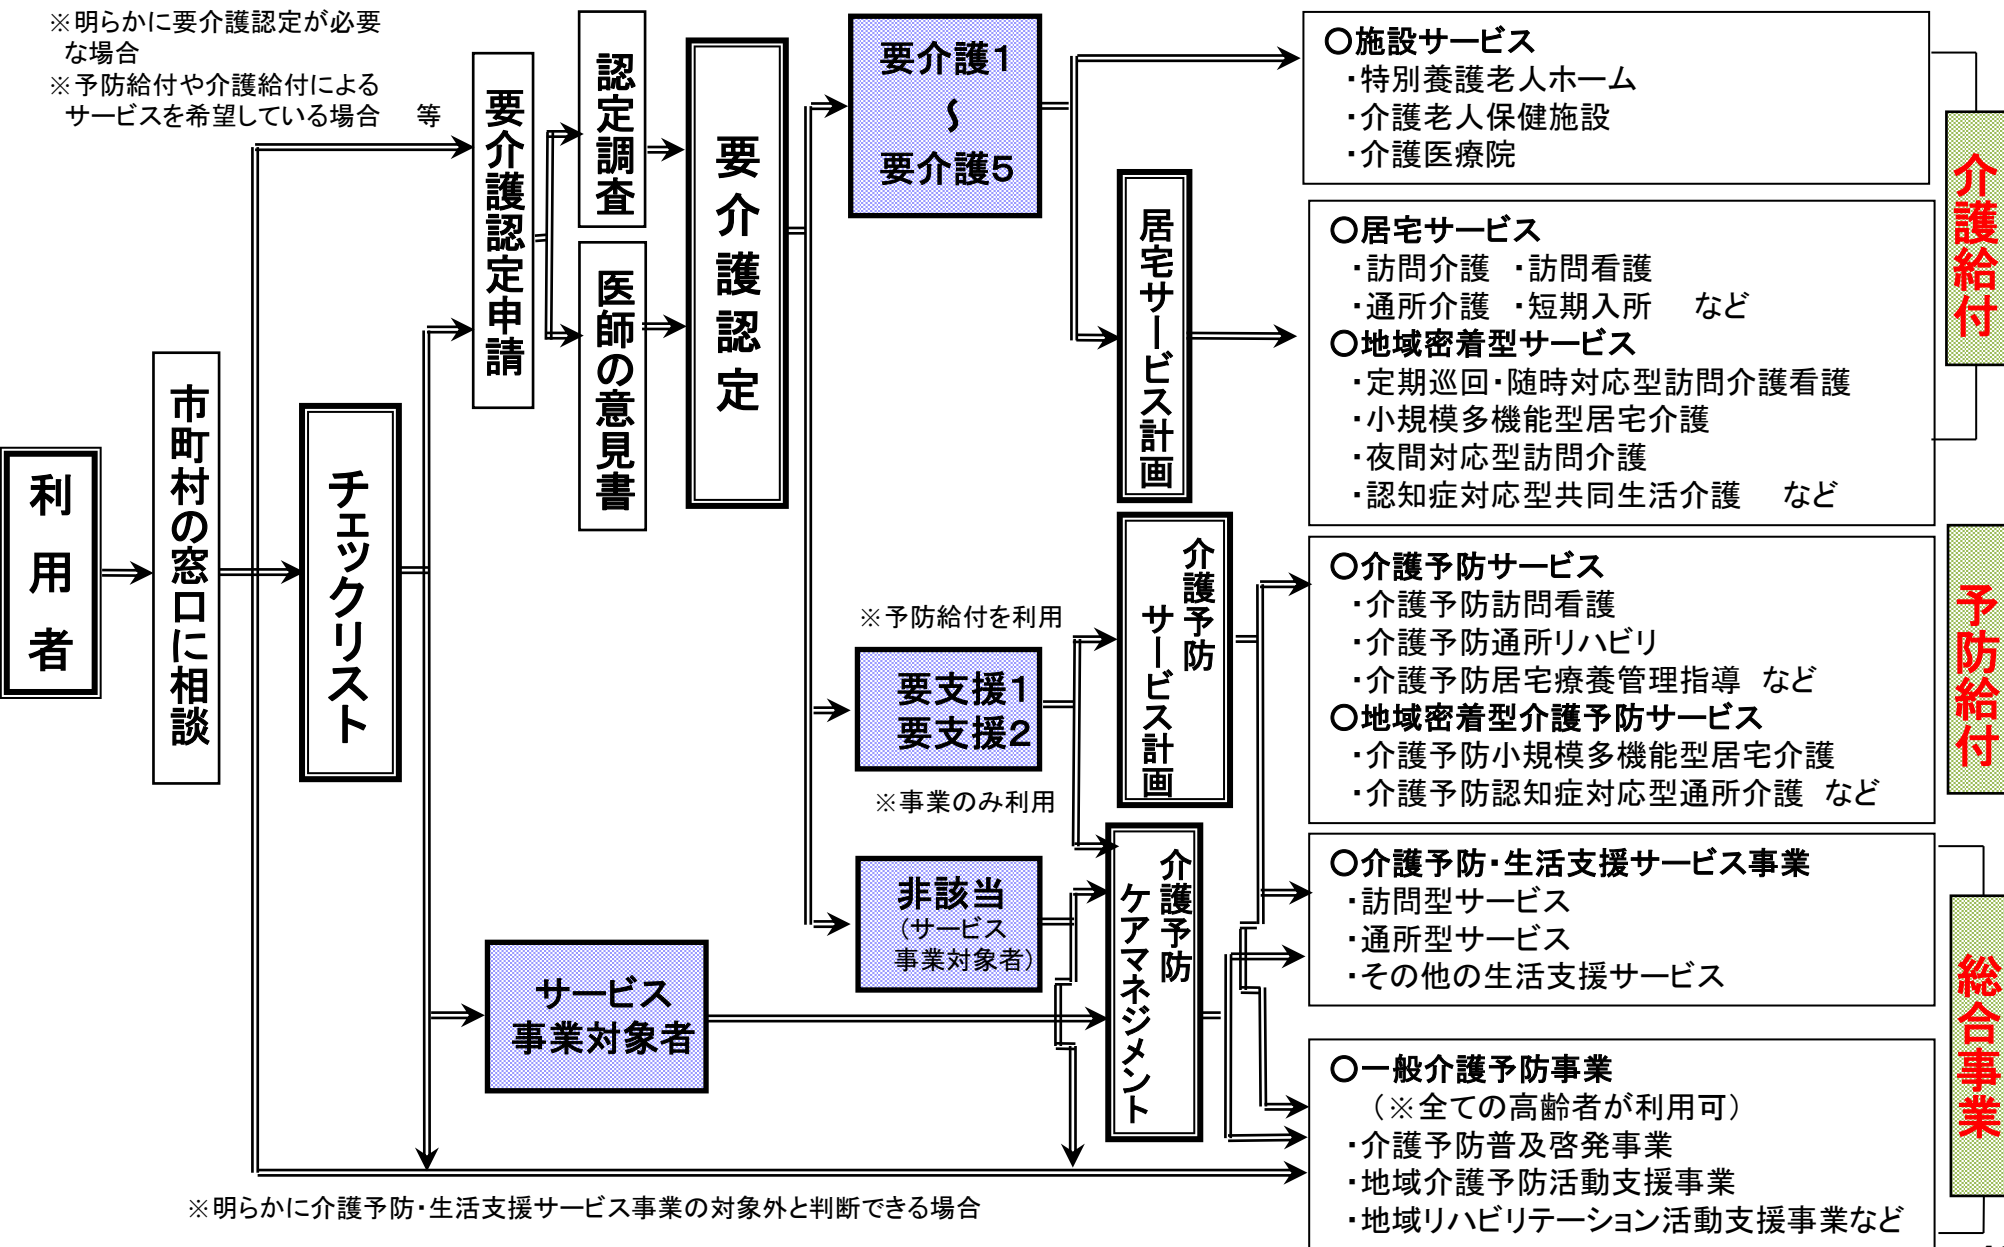 ※明らかに要介護認定が必要
な場合
※予防給付や介護給付による
サービスを希望している場合　等
利用者
市町村の窓口に相談
チェックリスト
要介護認定申請
認定調査
医師の意見書
要介護認定
要介護1
～
要介護5
※予防給付を利用
要支援1
要支援2
※事業のみ利用
非該当
（サービス
事業対象者）
サービス
事業対象者
居宅サービス計画
介護予防
サービス計画
介護予防
ケアマネジメント
○施設サービス
・特別養護老人ホーム
・介護老人保健施設
・介護医療院
○居宅サービス
・訪問介護　・訪問看護
・通所介護　・短期入所　など
○地域密着型サービス
・定期巡回・随時対応型訪問介護看護
・小規模多機能型居宅介護
・夜間対応型訪問介護
・認知症対応型共同生活介護　など
介護給付
○介護予防サービス
・介護予防訪問看護
・介護予防通所リハビリ
・介護予防居宅療養管理指導　など
○地域密着型介護予防サービス
・介護予防小規模多機能型居宅介護
・介護予防認知症対応型通所介護　など
予防給付
○介護予防・生活支援サービス事業
・訪問型サービス
・通所型サービス
・その他の生活支援サービス
○一般介護予防事業
（※全ての高齢者が利用可）
・介護予防普及啓発事業
・地域介護予防活動支援事業
・地域リハビリテーション活動支援事業など
総合事業
※明らかに介護予防・生活支援サービス事業の対象外と判断できる場合